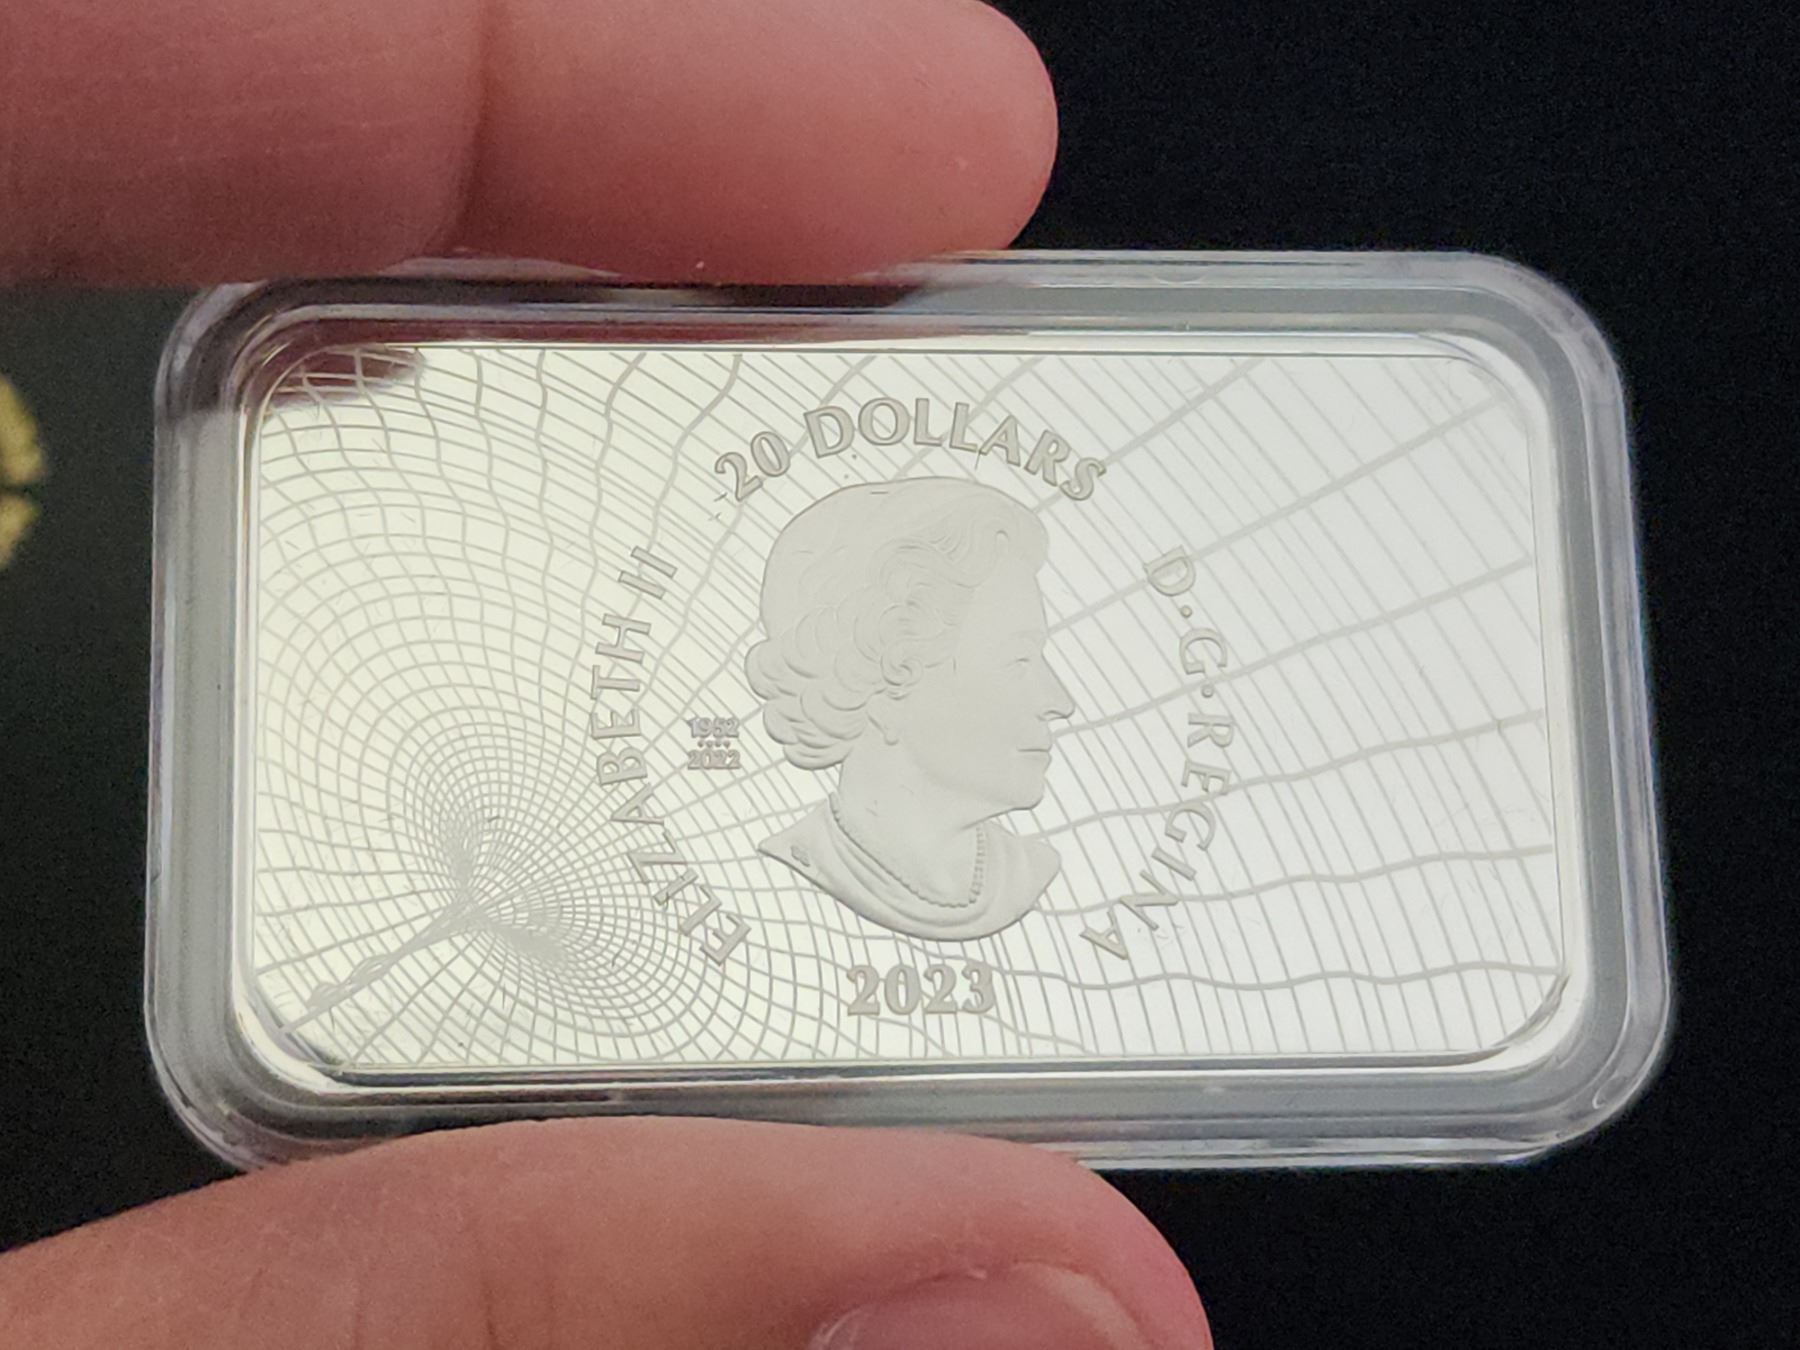 20 DOLLARS
ELIZABETH II
D·G·REGINA
1952
2022
2023